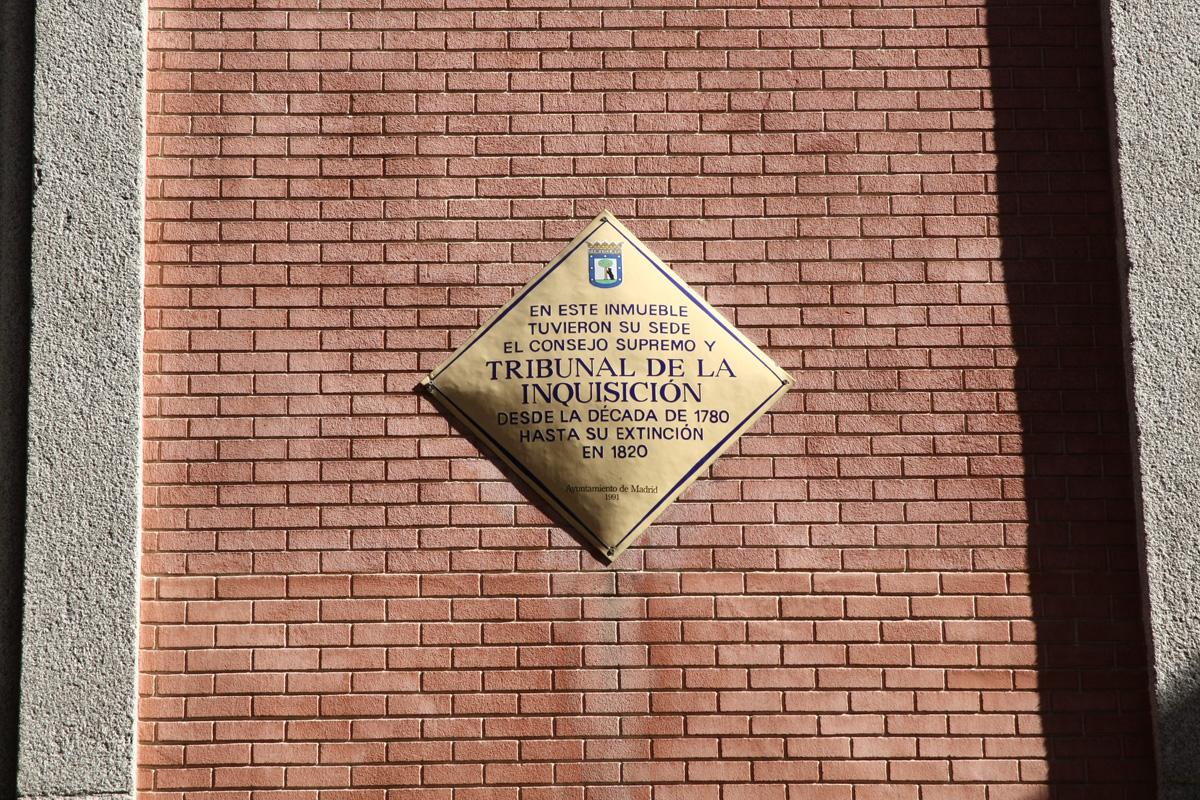 EN ESTE INMUEBLE
TUVIERON SU SEDE
EL CONSEJO SUPREMO Y
TRIBUNAL DE LA
INQUISICIÓN
DESDE LA DÉCADA DE 1780
HASTA SU EXTINCIÓN
EN 1820
Ayuntamiento de Madrid
1991